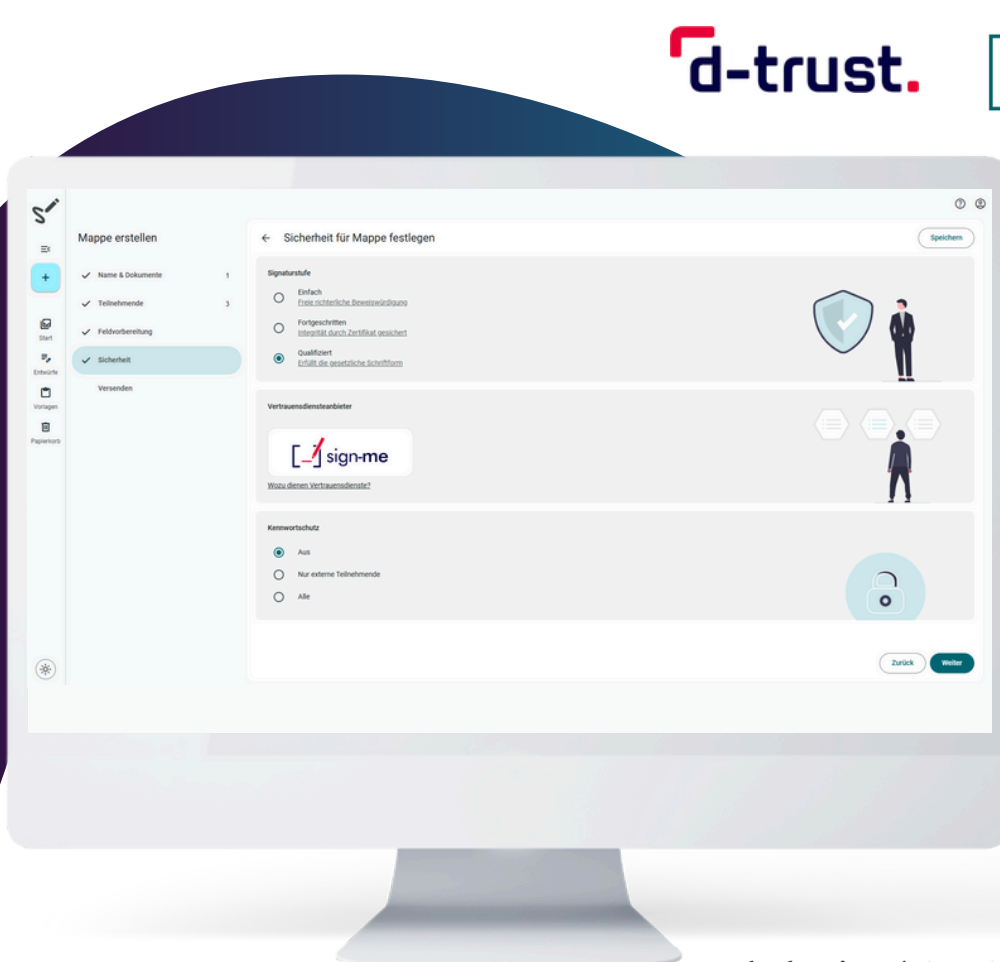 d-trust.
Mappe erstellen
Name & Dokumente 1
Teilnehmende 3
Feldvorbereitung
Sicherheit
Versenden
Start
Entwürfe
Vorlagen
Papierkorb
Sicherheit für Mappe festlegen
Speichern
Signaturstufe
Einfach
Freie richterliche Beweiswürdigung
Fortgeschritten
Integrität durch Zertifikat gesichert
Qualifiziert
Erfüllt die gesetzliche Schriftform
Vertrauensdiensteanbieter
sign-me
Wozu dienen Vertrauensdienste?
Kennwortschutz
Aus
Nur externe Teilnehmende
Alle
Zurück
Weiter